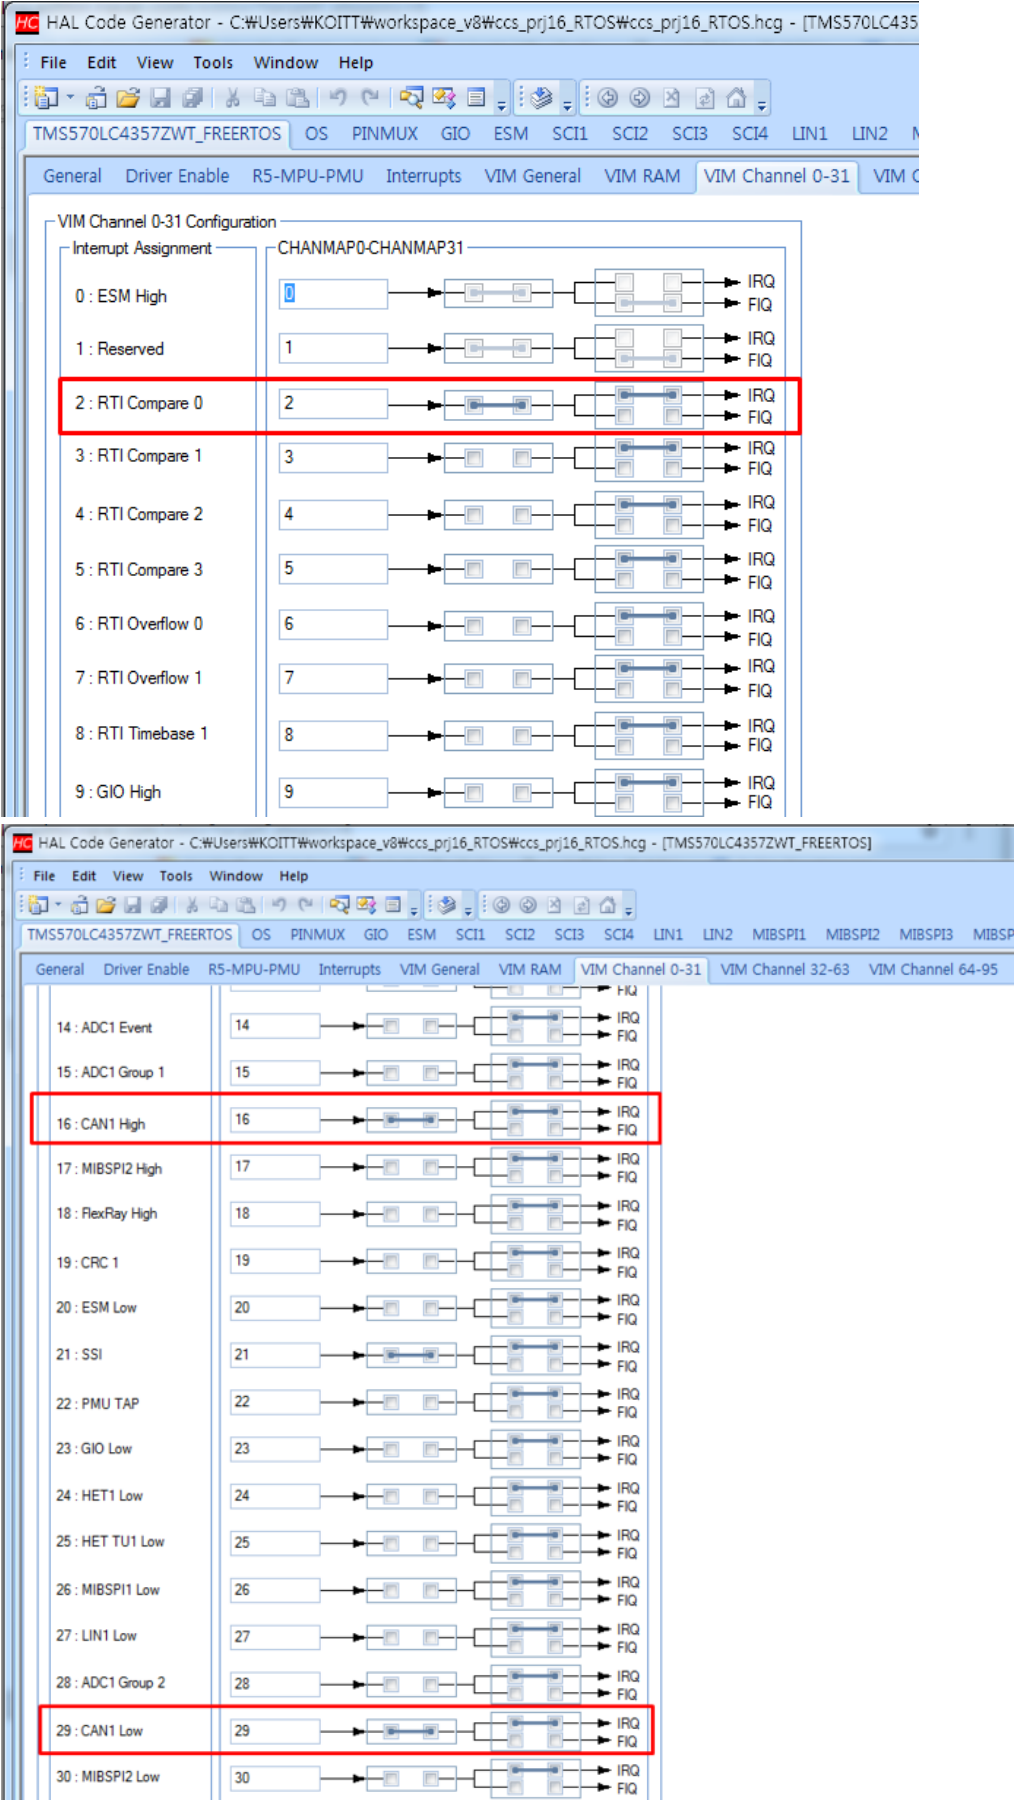 HC HAL Code Generator - C:₩Users₩KOITT₩workspace_v8₩ccs_prj16_RTOS₩ccs_prj16_RTOS.hcg - [TMS570LC435
File Edit View Tools Window Help
TMS570LC4357ZWT_FREERTOS OS PINMUX GIO ESM SCI1 SCI2 SCI3 SCI4 LIN1 LIN2
General Driver Enable R5-MPU-PMU Interrupts VIM General VIM RAM VIM Channel 0-31 VIM C
VIM Channel 0-31 Configuration
Interrupt Assignment CHANMAP0-CHANMAP31
0 : ESM High 0 IRQ
FIQ
1 : Reserved 1 IRQ
FIQ
2 : RTI Compare 0 2 IRQ
FIQ
3 : RTI Compare 1 3 IRQ
FIQ
4 : RTI Compare 2 4 IRQ
FIQ
5 : RTI Compare 3 5 IRQ
FIQ
6 : RTI Overflow 0 6 IRQ
FIQ
7 : RTI Overflow 1 7 IRQ
FIQ
8 : RTI Timebase 1 8 IRQ
FIQ
9 : GIO High 9 IRQ
FIQ
HC HAL Code Generator - C:₩Users₩KOITT₩workspace_v8₩ccs_prj16_RTOS₩ccs_prj16_RTOS.hcg - [TMS570LC4357ZWT_FREERTOS]
File Edit View Tools Window Help
TMS570LC4357ZWT_FREERTOS OS PINMUX GIO ESM SCI1 SCI2 SCI3 SCI4 LIN1 LIN2 MIBSPI1 MIBSPI2 MIBSPI3 MIBSP
General Driver Enable R5-MPU-PMU Interrupts VIM General VIM RAM VIM Channel 0-31 VIM Channel 32-63 VIM Channel 64-95
FIQ
14 : ADC1 Event 14 IRQ
FIQ
15 : ADC1 Group 1 15 IRQ
FIQ
16 : CAN1 High 16 IRQ
FIQ
17 : MIBSPI2 High 17 IRQ
FIQ
18 : FlexRay High 18 IRQ
FIQ
19 : CRC 1 19 IRQ
FIQ
20 : ESM Low 20 IRQ
FIQ
21 : SSI 21 IRQ
FIQ
22 : PMU TAP 22 IRQ
FIQ
23 : GIO Low 23 IRQ
FIQ
24 : HET1 Low 24 IRQ
FIQ
25 : HET TU1 Low 25 IRQ
FIQ
26 : MIBSPI1 Low 26 IRQ
FIQ
27 : LIN1 Low 27 IRQ
FIQ
28 : ADC1 Group 2 28 IRQ
FIQ
29 : CAN1 Low 29 IRQ
FIQ
30 : MIBSPI2 Low 30 IRQ
FIQ